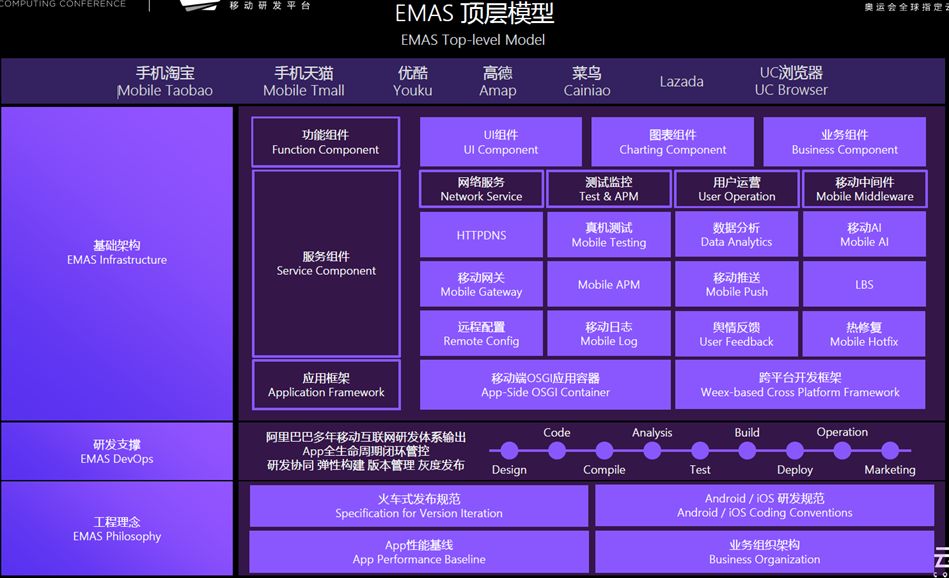 COMPUTING CONFERENCE
移动研发平台
奥运会全球指定云
EMAS 顶层模型
EMAS Top-level Model
手机淘宝
Mobile Taobao
手机天猫
Mobile Tmall
优酷
Youku
高德
Amap
菜鸟
Cainiao
Lazada
UC浏览器
UC Browser
基础架构
EMAS Infrastructure
功能组件
Function Component
UI组件
UI Component
图表组件
Charting Component
业务组件
Business Component
服务组件
Service Component
网络服务
Network Service
测试监控
Test & APM
用户运营
User Operation
移动中间件
Mobile Middleware
HTTPDNS
真机测试
Mobile Testing
数据分析
Data Analytics
移动AI
Mobile AI
移动网关
Mobile Gateway
Mobile APM
移动推送
Mobile Push
LBS
远程配置
Remote Config
移动日志
Mobile Log
舆情反馈
User Feedback
热修复
Mobile Hotfix
应用框架
Application Framework
移动端OSGI应用容器
App-Side OSGI Container
跨平台开发框架
Weex-based Cross Platform Framework
研发支撑
EMAS DevOps
阿里巴巴多年移动互联网研发体系输出
App全生命周期闭环管控
研发协同 弹性构建 版本管理 灰度发布
Design
Code
Compile
Analysis
Test
Build
Deploy
Operation
Marketing
工程理念
EMAS Philosophy
火车式发布规范
Specification for Version Iteration
Android / iOS 研发规范
Android / iOS Coding Conventions
App性能基线
App Performance Baseline
业务组织架构
Business Organization
云